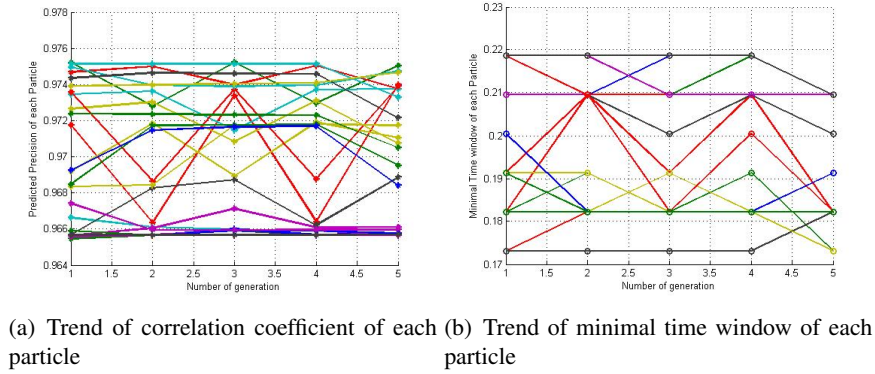 0.978
0.976
0.974
0.972
0.97
0.968
0.966
0.964
Predicted Precision of each Particle
1 1.5 2 2.5 3 3.5 4 4.5 5
Number of generation
0.23
0.22
0.21
0.20
0.19
0.18
0.17
Minimal Time window of each Particle
1 1.5 2 2.5 3 3.5 4 4.5 5
Number of generation
(a) Trend of correlation coefficient of each particle
(b) Trend of minimal time window of each particle